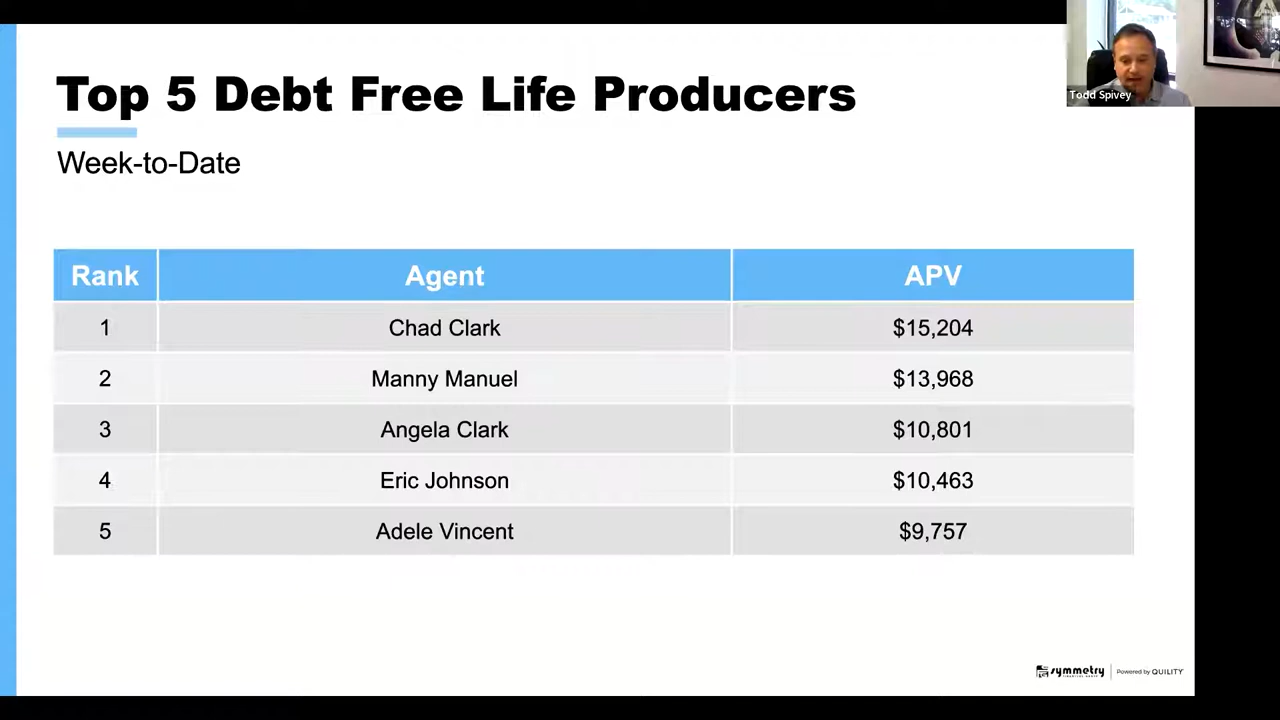 Top 5 Debt Free Life Producers
Todd Spivey
Week-to-Date
Rank Agent APV
1 Chad Clark $15,204
2 Manny Manuel $13,968
3 Angela Clark $10,801
4 Eric Johnson $10,463
5 Adele Vincent $9,757
symmetry Powered by QUILITY
FINANCIAL GROUP